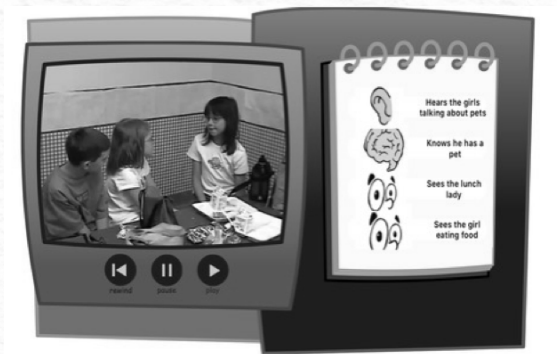 rewind
pause
play
Hears the girls
talking about pets
Knows he has a
pet
Sees the lunch
lady
Sees the girl
eating food